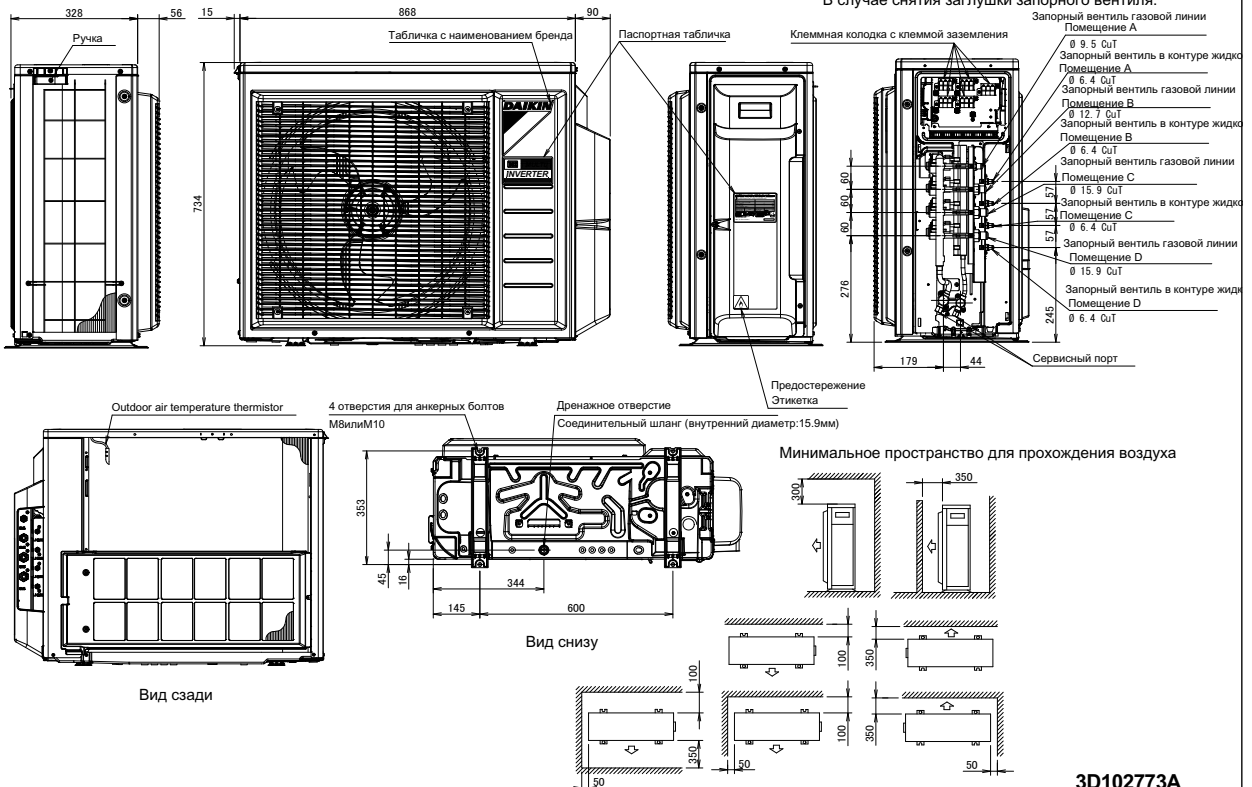 В случае снятия заглушки запорного вентиля.
328
56
15
868
90
Ручка
Табличка с наименованием бренда
Паспортная табличка
Клеммная колодка с клеммой заземления
Запорный вентиль газовой линии
Помещение A
Ø 9.5 CuT
Запорный вентиль в контуре жидко
Помещение A
Ø 6.4 CuT
Запорный вентиль газовой линии
Помещение B
Ø 12.7 CuT
Запорный вентиль в контуре жидко
Помещение B
Ø 6.4 CuT
Запорный вентиль газовой линии
Помещение C
Ø 15.9 CuT
Запорный вентиль в контуре жидко
Помещение C
Ø 6.4 CuT
Запорный вентиль газовой линии
Помещение D
Ø 15.9 CuT
Запорный вентиль в контуре жидк
Помещение D
Ø 6.4 CuT
DAIKIN
INVERTER
734
60
60
60
276
57
57
57
245
179
44
Сервисный порт
Предостережение
Этикетка
Outdoor air temperature thermistor
4 отверстия для анкерных болтов
M8илиM10
Дренажное отверстие
Соединительный шланг (внутренний диаметр:15.9мм)
353
45
16
344
145
600
Вид снизу
Вид сзади
Минимальное пространство для прохождения воздуха
300
350
100
350
100
350
50
100
50
350
50
3D102773A